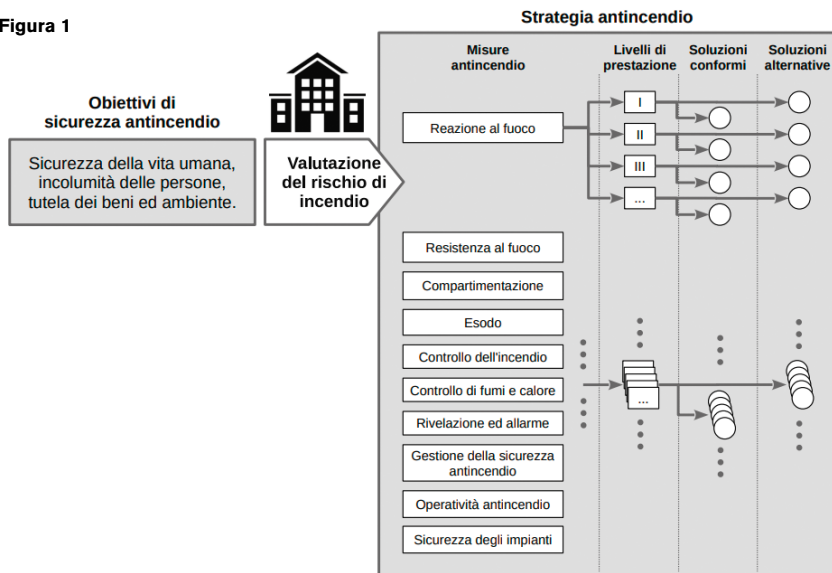 Figura 1
Strategia antincendio
Obiettivi di
sicurezza antincendio
Sicurezza della vita umana,
incolumità delle persone,
tutela dei beni ed ambiente.
Valutazione
del rischio di
incendio
Misure
antincendio
Livelli di
prestazione
Soluzioni
conformi
Soluzioni
alternative
Reazione al fuoco
I
II
III
...
Resistenza al fuoco
Compartimentazione
Esodo
Controllo dell'incendio
Controllo di fumi e calore
...
Rivelazione ed allarme
Gestione della sicurezza
antincendio
Operatività antincendio
Sicurezza degli impianti